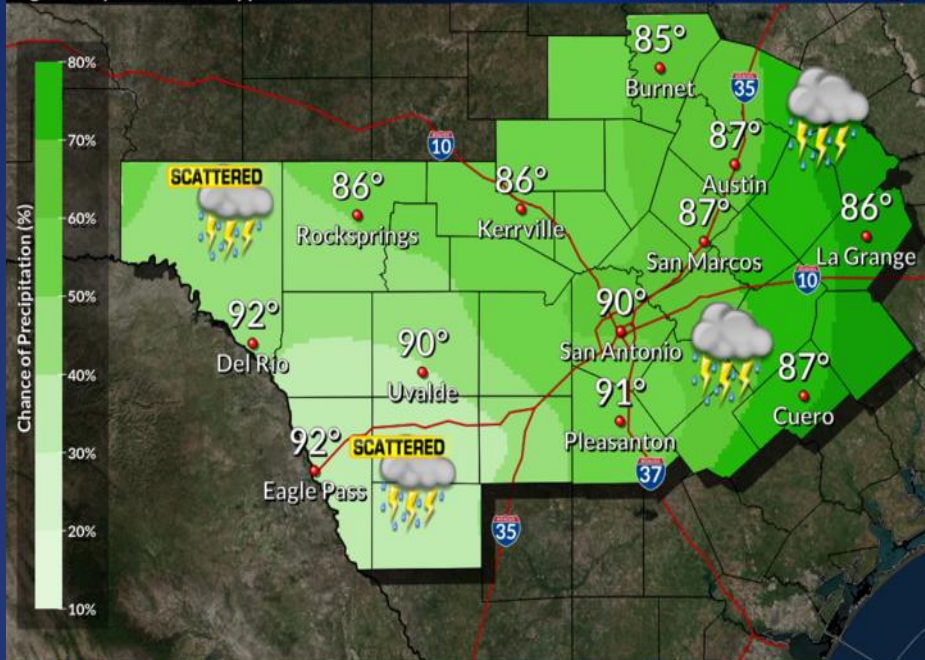 Chance of Precipitation (%)
80%
70%
60%
50%
40%
30%
20%
10%
85°
Burnet
35
87°
Austin
10
SCATTERED
86°
Rocksprings
86°
Kerrville
87°
San Marcos
86°
La Grange
10
92°
Del Rio
90°
Uvalde
90°
San Antonio
87°
Cuero
91°
Pleasanton
92°
Eagle Pass
SCATTERED
37
35